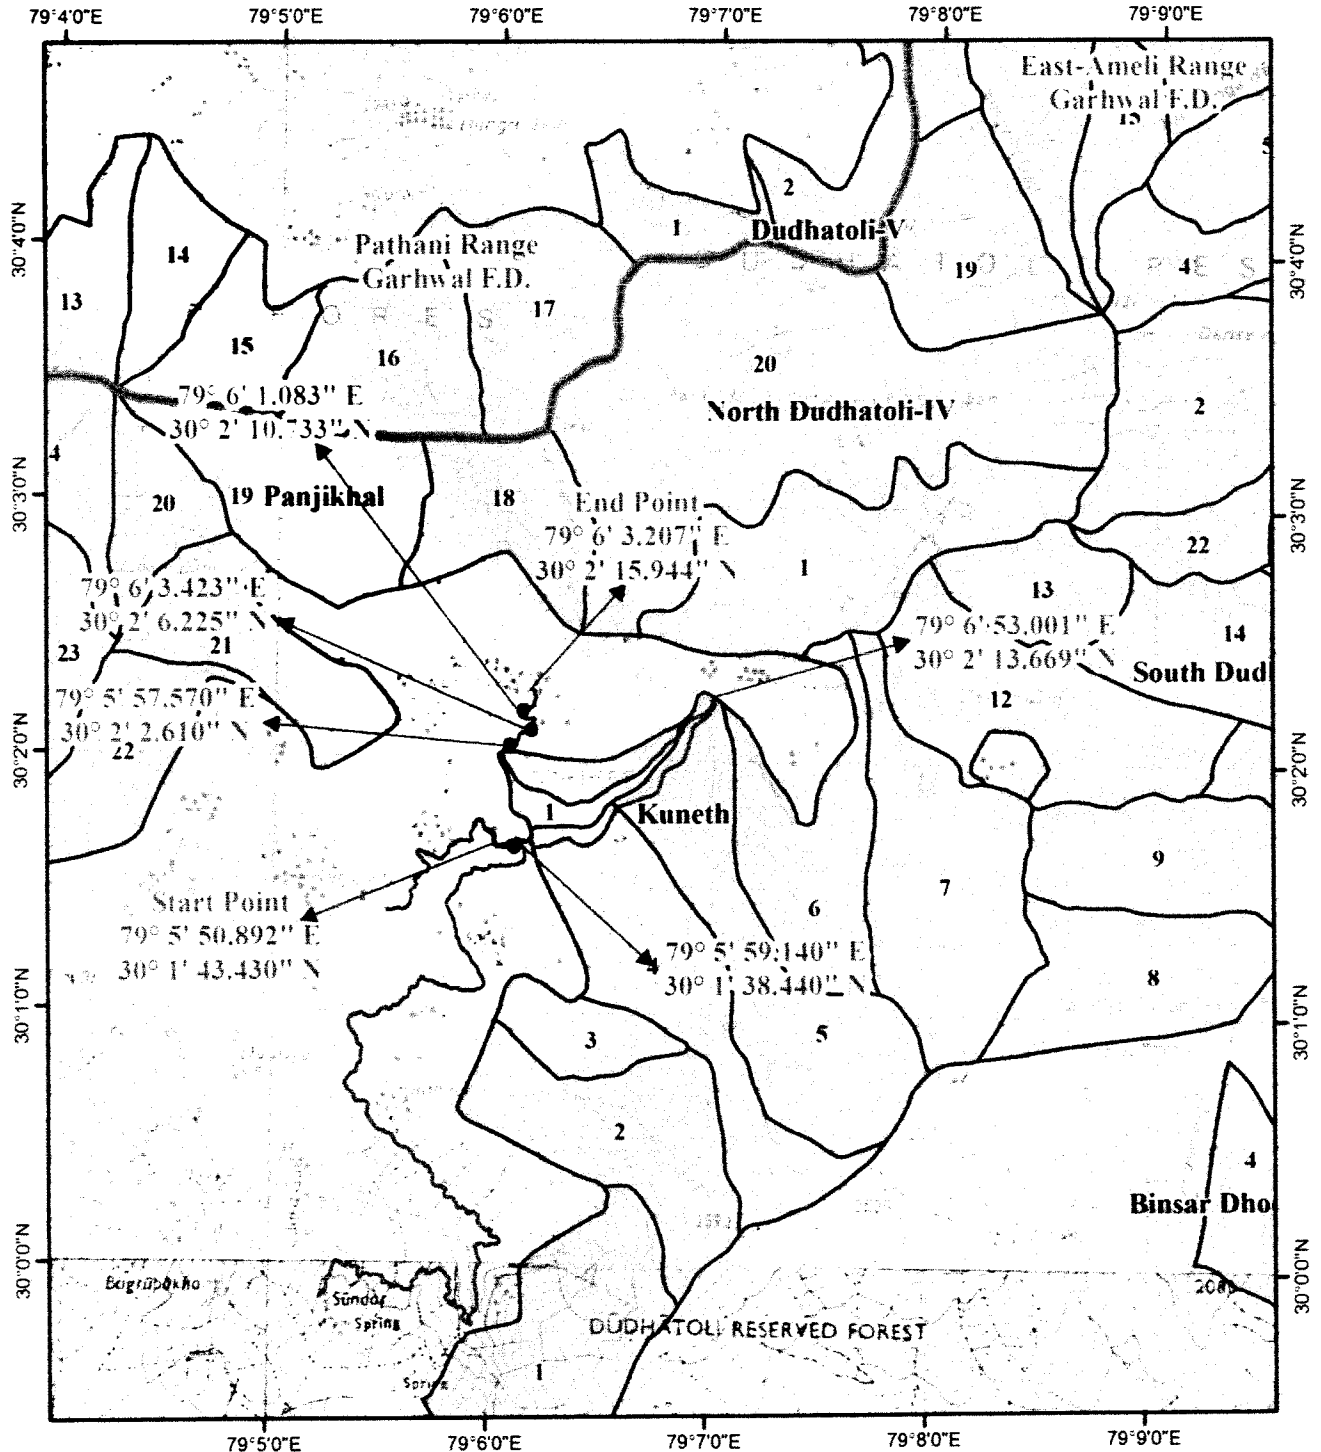 79°4'0"E 79°5'0"E 79°6'0"E 79°7'0"E 79°8'0"E 79°9'0"E
East-Ameli Range
Garhwal F.D.
15
5
2
1
Dudhatoli-V
30°4'0"N
30°4'0"N
Pathani Range
Garhwal F.D.
14
13
17
19
4
R E S
O R E S
15
16
20
79° 6' 1.083" E
30° 2' 10.733" N
North Dudhatoli-IV
2
4
30°3'0"N
30°3'0"N
20
19
Panjikhal
18
End Point
79° 6' 3.207" E
30° 2' 15.944" N
1
22
79° 6' 3.423" E
30° 2' 6.225" N
13
79° 6' 53.001" E
30° 2' 13.669" N
14
23
21
South Dud
12
79° 5' 57.570" E
30° 2' 2.610" N
22
30°2'0"N
30°2'0"N
1
Kuneth
9
7
6
Start Point
79° 5' 50.892" E
30° 1' 43.430" N
79° 5' 59.140" E
30° 1' 38.440" N
4
8
30°1'0"N
30°1'0"N
3
5
2
4
Binsar Dho
30°0'0"N
30°0'0"N
Sundar
Spring
DUDHATOLI RESERVED FOREST
Spring
1
79°5'0"E 79°6'0"E 79°7'0"E 79°8'0"E 79°9'0"E